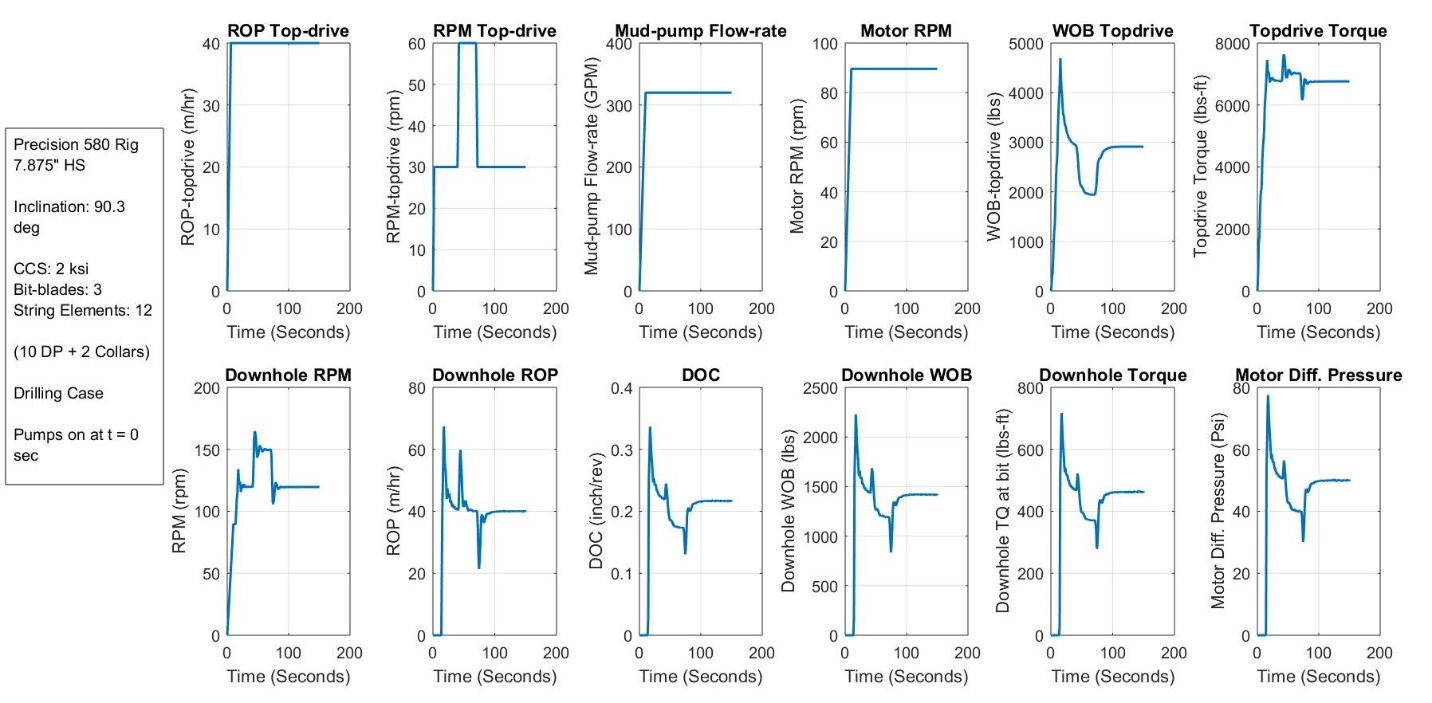 Precision 580 Rig
7.875" HS
Inclination: 90.3
deg
CCS: 2 ksi
Bit-blades: 3
String Elements: 12
(10 DP + 2 Collars)
Drilling Case
Pumps on at t = 0
sec
ROP Top-drive
ROP-topdrive (m/hr)
40
30
20
10
0
0 100 200
Time (Seconds)
RPM Top-drive
RPM-topdrive (rpm)
60
50
40
30
20
10
0
0 100 200
Time (Seconds)
Mud-pump Flow-rate
Mud-pump Flow-rate (GPM)
400
300
200
100
0
0 100 200
Time (Seconds)
Motor RPM
Motor RPM (rpm)
100
80
60
40
20
0
0 100 200
Time (Seconds)
WOB Topdrive
WOB-topdrive (lbs)
5000
4000
3000
2000
1000
0
0 100 200
Time (Seconds)
Topdrive Torque
Topdrive Torque (lbs-ft)
8000
6000
4000
2000
0
0 100 200
Time (Seconds)
Downhole RPM
RPM (rpm)
200
150
100
50
0
0 100 200
Time (Seconds)
Downhole ROP
ROP (m/hr)
80
60
40
20
0
0 100 200
Time (Seconds)
DOC
DOC (inch/rev)
0.4
0.3
0.2
0.1
0
0 100 200
Time (Seconds)
Downhole WOB
Downhole WOB (lbs)
2500
2000
1500
1000
500
0
0 100 200
Time (Seconds)
Downhole Torque
Downhole TQ at bit (lbs-ft)
800
600
400
200
0
0 100 200
Time (Seconds)
Motor Diff. Pressure
Motor Diff. Pressure (Psi)
80
60
40
20
0
0 100 200
Time (Seconds)